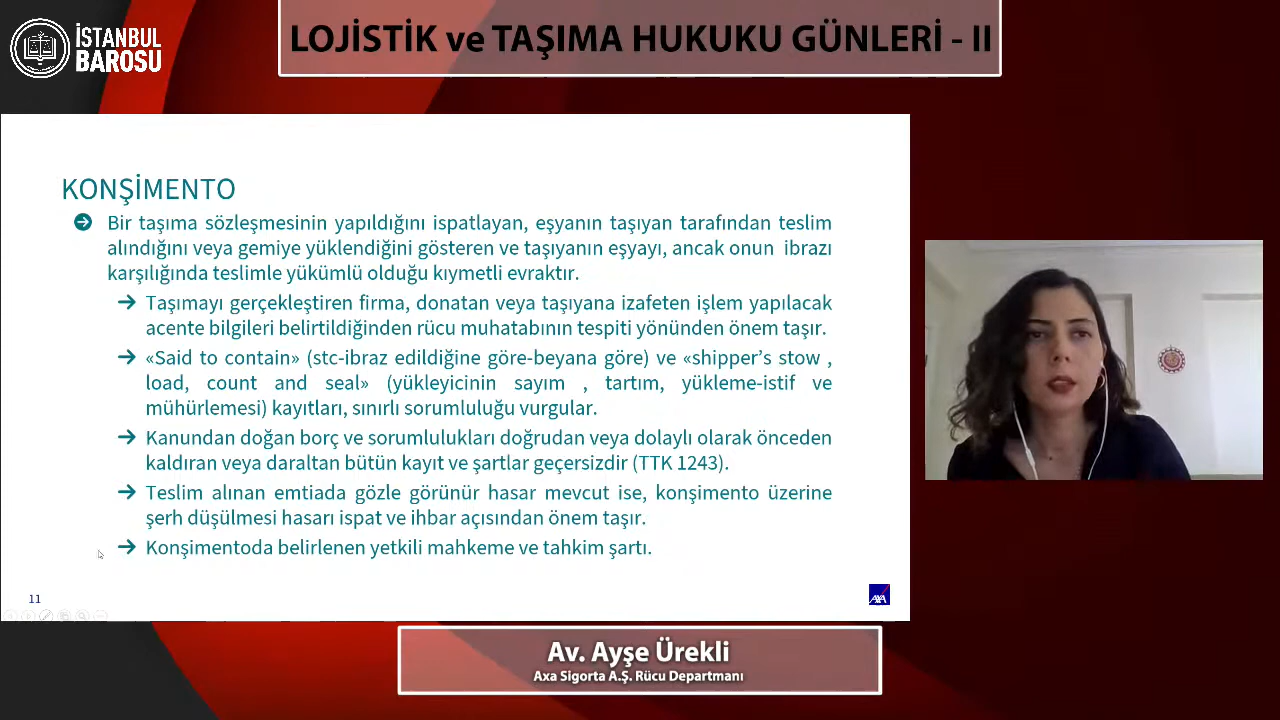 İSTANBUL
BAROSU
LOJİSTİK ve TAŞIMA HUKUKU GÜNLERİ - II
KONŞİMENTO
Bir taşıma sözleşmesinin yapıldığını ispatlayan, eşyanın taşıyan tarafından teslim
alındığını veya gemiye yüklendiğini gösteren ve taşıyanın eşyayı, ancak onun ibrazı
karşılığında teslimle yükümlü olduğu kıymetli evraktır.
Taşımayı gerçekleştiren firma, donatan veya taşıyana izafeten işlem yapılacak
acente bilgileri belirtildiğinden rücu muhatabının tespiti yönünden önem taşır.
«Said to contain» (stc-ibraz edildiğine göre-beyana göre) ve «shipper's stow ,
load, count and seal» (yükleyicinin sayım , tartım, yükleme-istif ve
mühürlemesi) kayıtları, sınırlı sorumluluğu vurgular.
Kanundan doğan borç ve sorumlulukları doğrudan veya dolaylı olarak önceden
kaldıran veya daraltan bütün kayıt ve şartlar geçersizdir (TTK 1243).
Teslim alınan emtiada gözle görünür hasar mevcut ise, konşimento üzerine
şerh düşülmesi hasarı ispat ve ihbar açısından önem taşır.
Konşimentoda belirlenen yetkili mahkeme ve tahkim şartı.
11
AXA
Av. Ayşe Ürekli
Axa Sigorta A.Ş. Rücu Departmanı